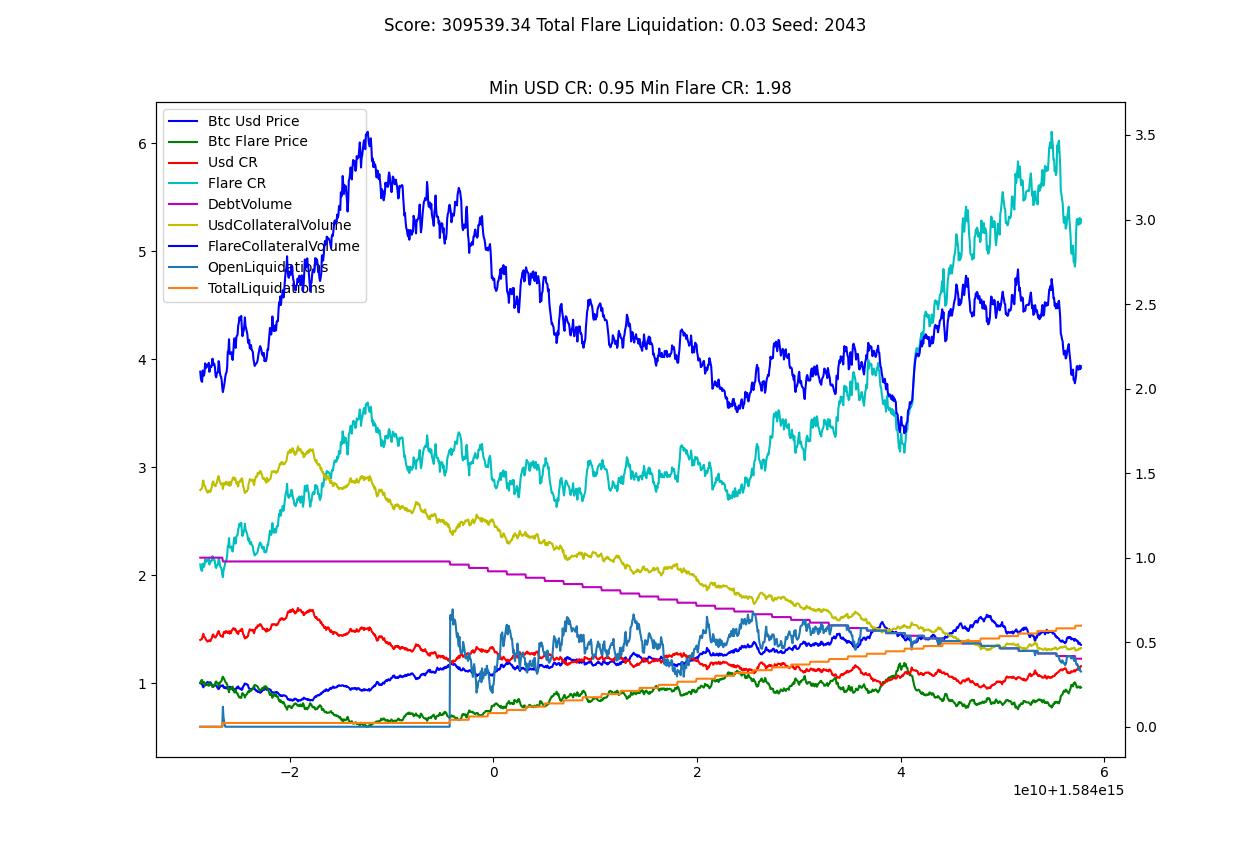 Score: 309539.34 Total Flare Liquidation: 0.03 Seed: 2043
Min USD CR: 0.95 Min Flare CR: 1.98
Btc Usd Price
Btc Flare Price
Usd CR
Flare CR
DebtVolume
UsdCollateralVolume
FlareCollateralVolume
OpenLiquidations
TotalLiquidations
6
5
4
3
2
1
3.5
3.0
2.5
2.0
1.5
1.0
0.5
0.0
−2
0
2
4
6
1e10+1.584e15